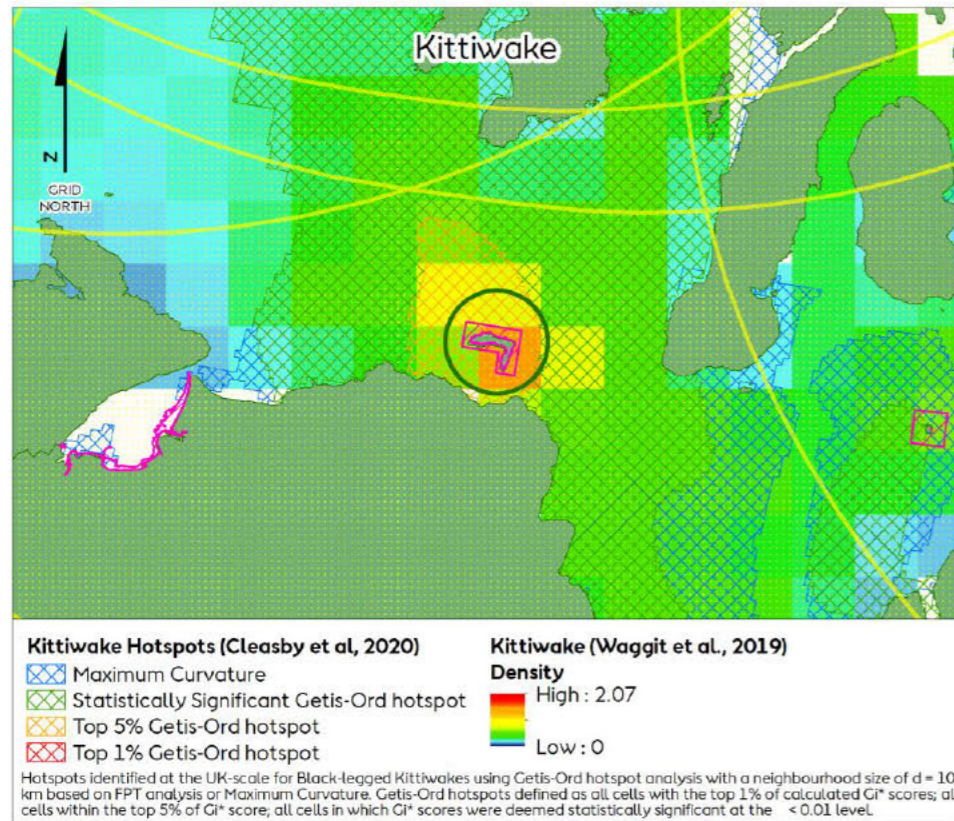 Kittiwake
N
GRID
NORTH
Kittiwake Hotspots (Cleasby et al, 2020)
Maximum Curvature
Statistically Significant Getis-Ord hotspot
Top 5% Getis-Ord hotspot
Top 1% Getis-Ord hotspot
Kittiwake (Waggit et al., 2019)
Density
High : 2.07
Low : 0
Hotspots identified at the UK-scale for Black-legged Kittiwakes using Getis-Ord hotspot analysis with a neighbourhood size of d = 10
km based on FPT analysis or Maximum Curvature. Getis-Ord hotspots defined as all cells with the top 1% of calculated Gi* scores; al
cells within the top 5% of Gi* score; all cells in which Gi* scores were deemed statistically significant at the < 0.01 level.